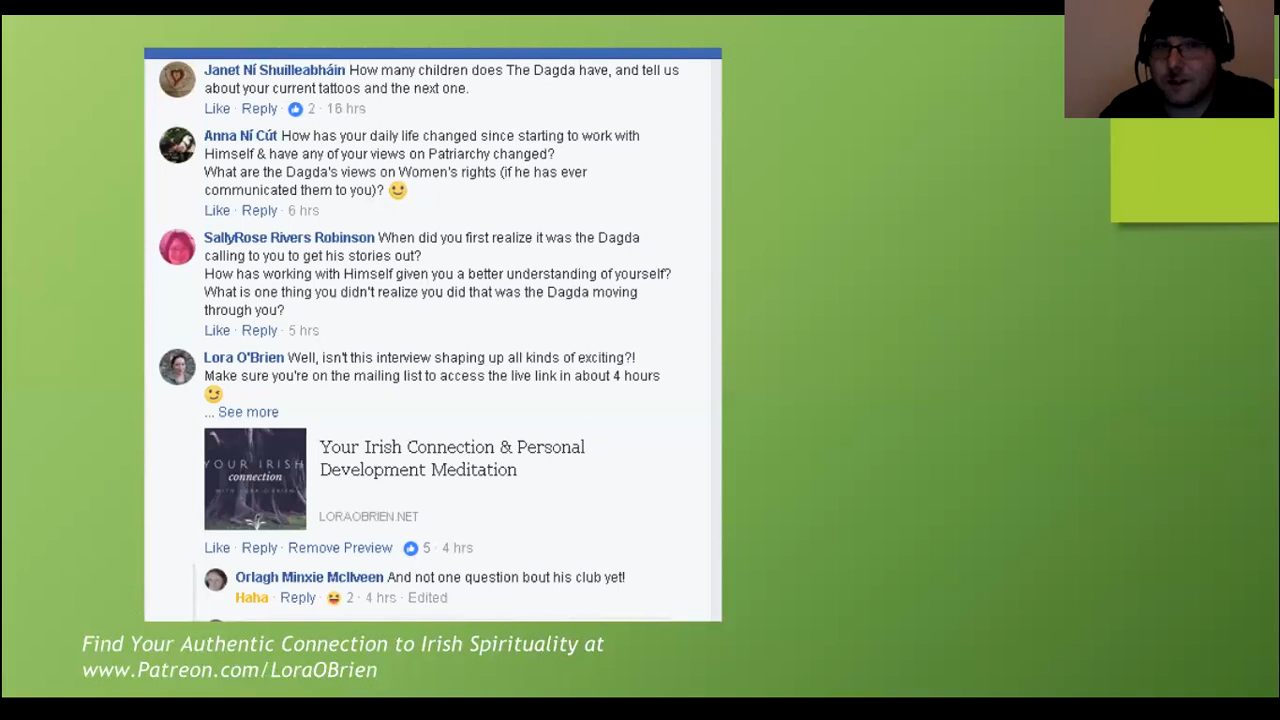 Janet Ní Shuilleabháin How many children does The Dagda have, and tell us
about your current tattoos and the next one.
Like · Reply · 2 · 16 hrs
Anna Ní Cút How has your daily life changed since starting to work with
Himself & have any of your views on Patriarchy changed?
What are the Dagda's views on Women's rights (if he has ever
communicated them to you)?
Like · Reply · 6 hrs
SallyRose Rivers Robinson When did you first realize it was the Dagda
calling to you to get his stories out?
How has working with Himself given you a better understanding of yourself?
What is one thing you didn't realize you did that was the Dagda moving
through you?
Like · Reply · 5 hrs
Lora O'Brien Well, isn't this interview shaping up all kinds of exciting?!
Make sure you're on the mailing list to access the live link in about 4 hours
... See more
YOUR IRISH
connection
WITH LORA O'BRIEN
Your Irish Connection & Personal
Development Meditation
LORAOBRIEN.NET
Like · Reply · Remove Preview · 5 · 4 hrs
Orlagh Minxie McIlveen And not one question bout his club yet!
Haha · Reply · 2 · 4 hrs · Edited
Find Your Authentic Connection to Irish Spirituality at
www.Patreon.com/LoraOBrien